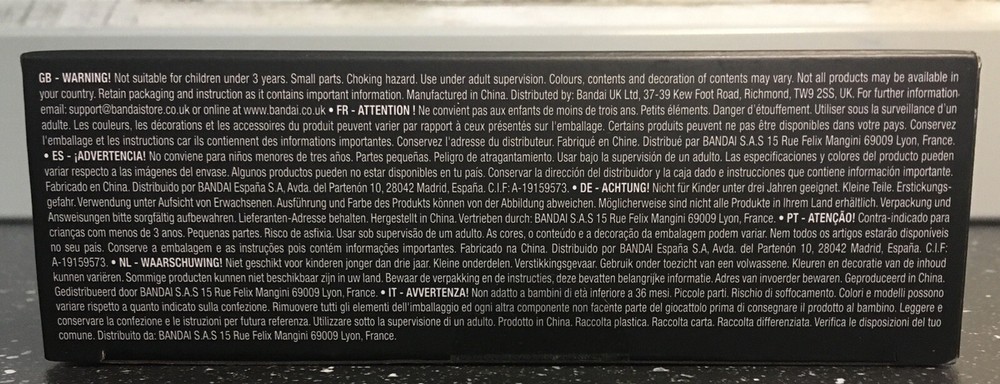 GB - WARNING! Not suitable for children under 3 years. Small parts. Choking hazard. Use under adult supervision. Colours, contents and decoration of contents may vary. Not all products may be available in
your country. Retain packaging and instruction as it contains important information. Manufactured in China. Distributed by: Bandai UK Ltd, 37-39 Kew Foot Road, Richmond, TW9 2SS, UK. For further information.
email: support@bandaistore.co.uk or online at www.bandai.co.uk • FR - ATTENTION ! Ne convient pas aux enfants de moins de trois ans. Petits éléments. Danger d'étouffement. Utiliser sous la surveillance d'un
adulte. Les couleurs, les décorations et les accessoires du produit peuvent varier par rapport à ceux présentés sur l'emballage. Certains produits peuvent ne pas être disponibles dans votre pays. Conservez
l'emballage et les instructions car ils contiennent des informations importantes. Conservez l'adresse du distributeur. Fabriqué en Chine. Distribué par BANDAI S.A.S 15 Rue Felix Mangini 69009 Lyon, France.
• ES - ¡ADVERTENCIA! No conviene para niños menores de tres años. Partes pequeñas. Peligro de atragantamiento. Usar bajo la supervisión de un adulto. Las especificaciones y colores del producto pueden
variar respecto a las imágenes del envase. Algunos productos pueden no estar disponibles en tu país. Conservar la dirección del distribuidor y la caja dado e instrucciones que contiene información importante.
Fabricado en China. Distribuido por BANDAI España S.A, Avda. del Partenón 10, 28042 Madrid, España. C.I.F: A-19159573. • DE - ACHTUNG! Nicht für Kinder unter drei Jahren geeignet. Kleine Teile. Erstickungs-
gefahr. Verwendung unter Aufsicht von Erwachsenen. Ausführung und Farbe des Produkts können von der Abbildung abweichen. Möglicherweise sind nicht alle Produkte in Ihrem Land erhältlich. Verpackung und
Anweisungen bitte sorgfältig aufbewahren. Lieferanten-Adresse behalten. Hergestellt in China. Vertrieben durch: BANDAI S.A.S 15 Rue Felix Mangini 69009 Lyon, France. • PT - ATENÇÃO! Contra-indicado para
crianças com menos de 3 anos. Pequenas partes. Risco de asfixia. Usar sob supervisão de um adulto. As cores, o conteúdo e a decoração da embalagem podem variar. Nem todos os artigos estarão disponíveis
no seu país. Conserve a embalagem e as instruções pois contém informações importantes. Fabricado na China. Distribuido por BANDAI España S.A, Avda. del Partenón 10, 28042 Madrid, España. C.I.F:
A-19159573. • NL - WAARSCHUWING! Niet geschikt voor kinderen jonger dan drie jaar. Kleine onderdelen. Verstikkingsgevaar. Gebruik onder toezicht van een volwassene. Kleuren en decoratie van de inhoud
kunnen variëren. Sommige producten kunnen niet beschikbaar zijn in uw land. Bewaar de verpakking en de instructies, deze bevatten belangrijke informatie. Adres van invoerder bewaren. Geproduceerd in China.
Gedistribueerd door BANDAI S.A.S 15 Rue Felix Mangini 69009 Lyon, France. • IT - AVVERTENZA! Non adatto a bambini di età inferiore a 36 mesi. Piccole parti. Rischio di soffocamento. Colori e modelli possono
variare rispetto a quanto indicato sulla confezione. Rimuovere tutti gli elementi dell'imballaggio ed ogni altra componente non facente parte del giocattolo prima di consegnare il prodotto al bambino. Leggere e
conservare la confezione e le istruzioni per futura referenza. Utilizzare sotto la supervisione di un adulto. Prodotto in China. Raccolta plastica. Raccolta carta. Raccolta differenziata. Verifica le disposizioni del tuo
comune. Distribuito da: BANDAI S.A.S 15 Rue Felix Mangini 69009 Lyon, France.